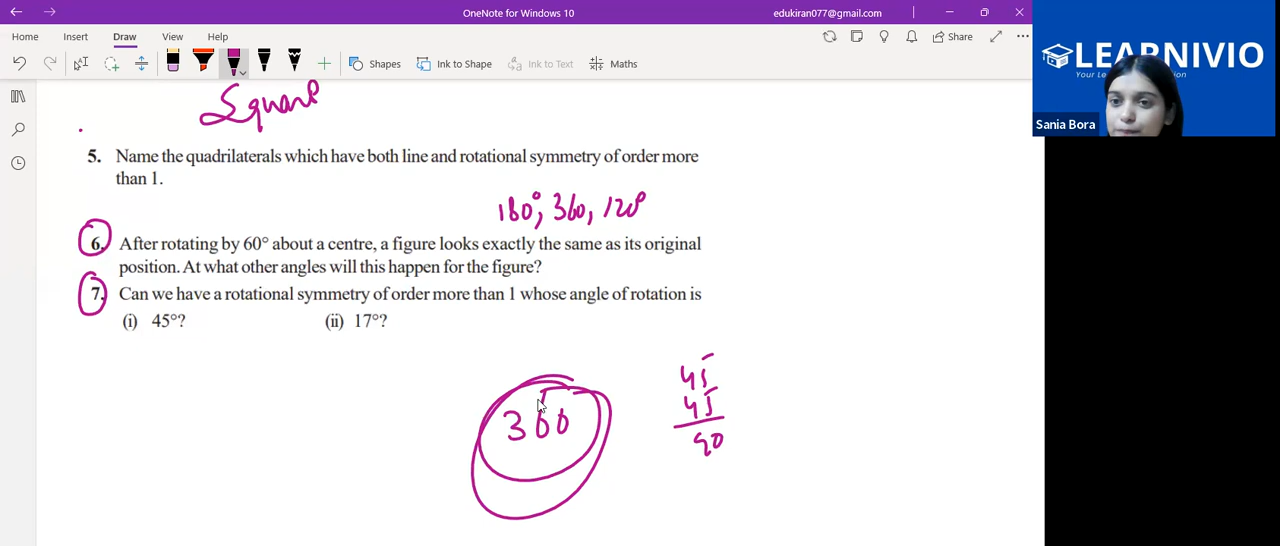 OneNote for Windows 10
edukiran077@gmail.com
Home Insert Draw View Help
Share
Shapes Ink to Shape Ink to Text Maths
LEARNIVIO
Sania Bora
Square
5. Name the quadrilaterals which have both line and rotational symmetry of order more
than 1.
180°, 360, 120°
6. After rotating by 60° about a centre, a figure looks exactly the same as its original
position. At what other angles will this happen for the figure?
7. Can we have a rotational symmetry of order more than 1 whose angle of rotation is
(i) 45°? (ii) 17°?
360
45
45
90